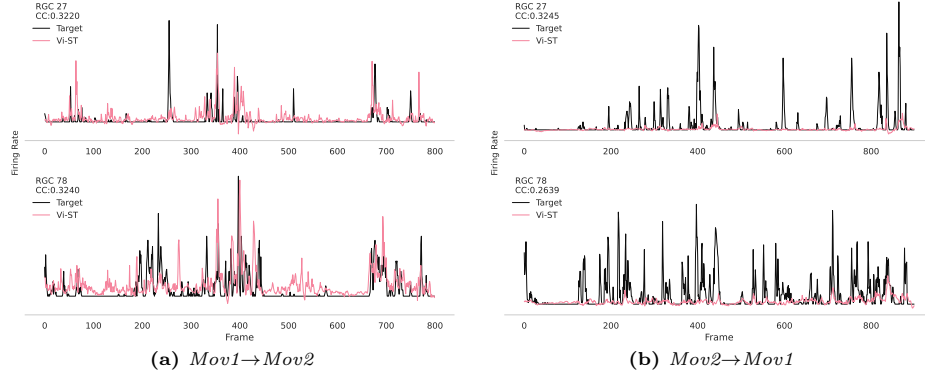 RGC 27
CC:0.3220
Target
Vi-ST
0 100 200 300 400 500 600 700 800
RGC 78
CC:0.3240
Target
Vi-ST
0 100 200 300 400 500 600 700 800
Frame
Firing Rate
(a) Mov1→Mov2
RGC 27
CC:0.3245
Target
Vi-ST
0 200 400 600 800
RGC 78
CC:0.2639
Target
Vi-ST
0 200 400 600 800
Frame
Firing Rate
(b) Mov2→Mov1